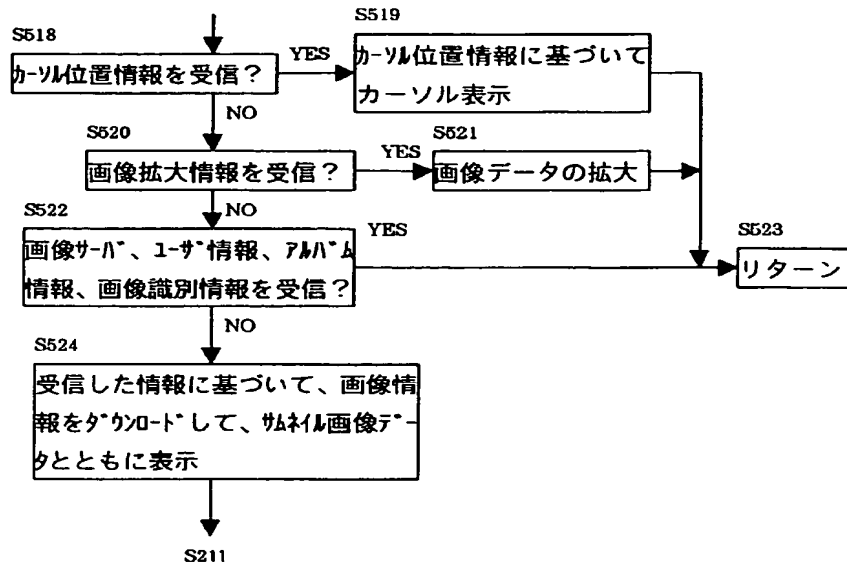 S518
カーソル位置情報を受信？
YES
S519
カーソル位置情報に基づいて
カーソル表示
NO
S520
画像拡大情報を受信？
YES
S521
画像データの拡大
NO
S522
画像サーバ、ユーザ情報、アルバム
情報、画像識別情報を受信？
YES
S523
リターン
NO
S524
受信した情報に基づいて、画像情
報をダウンロードして、サムネイル画像デー
タとともに表示
S211